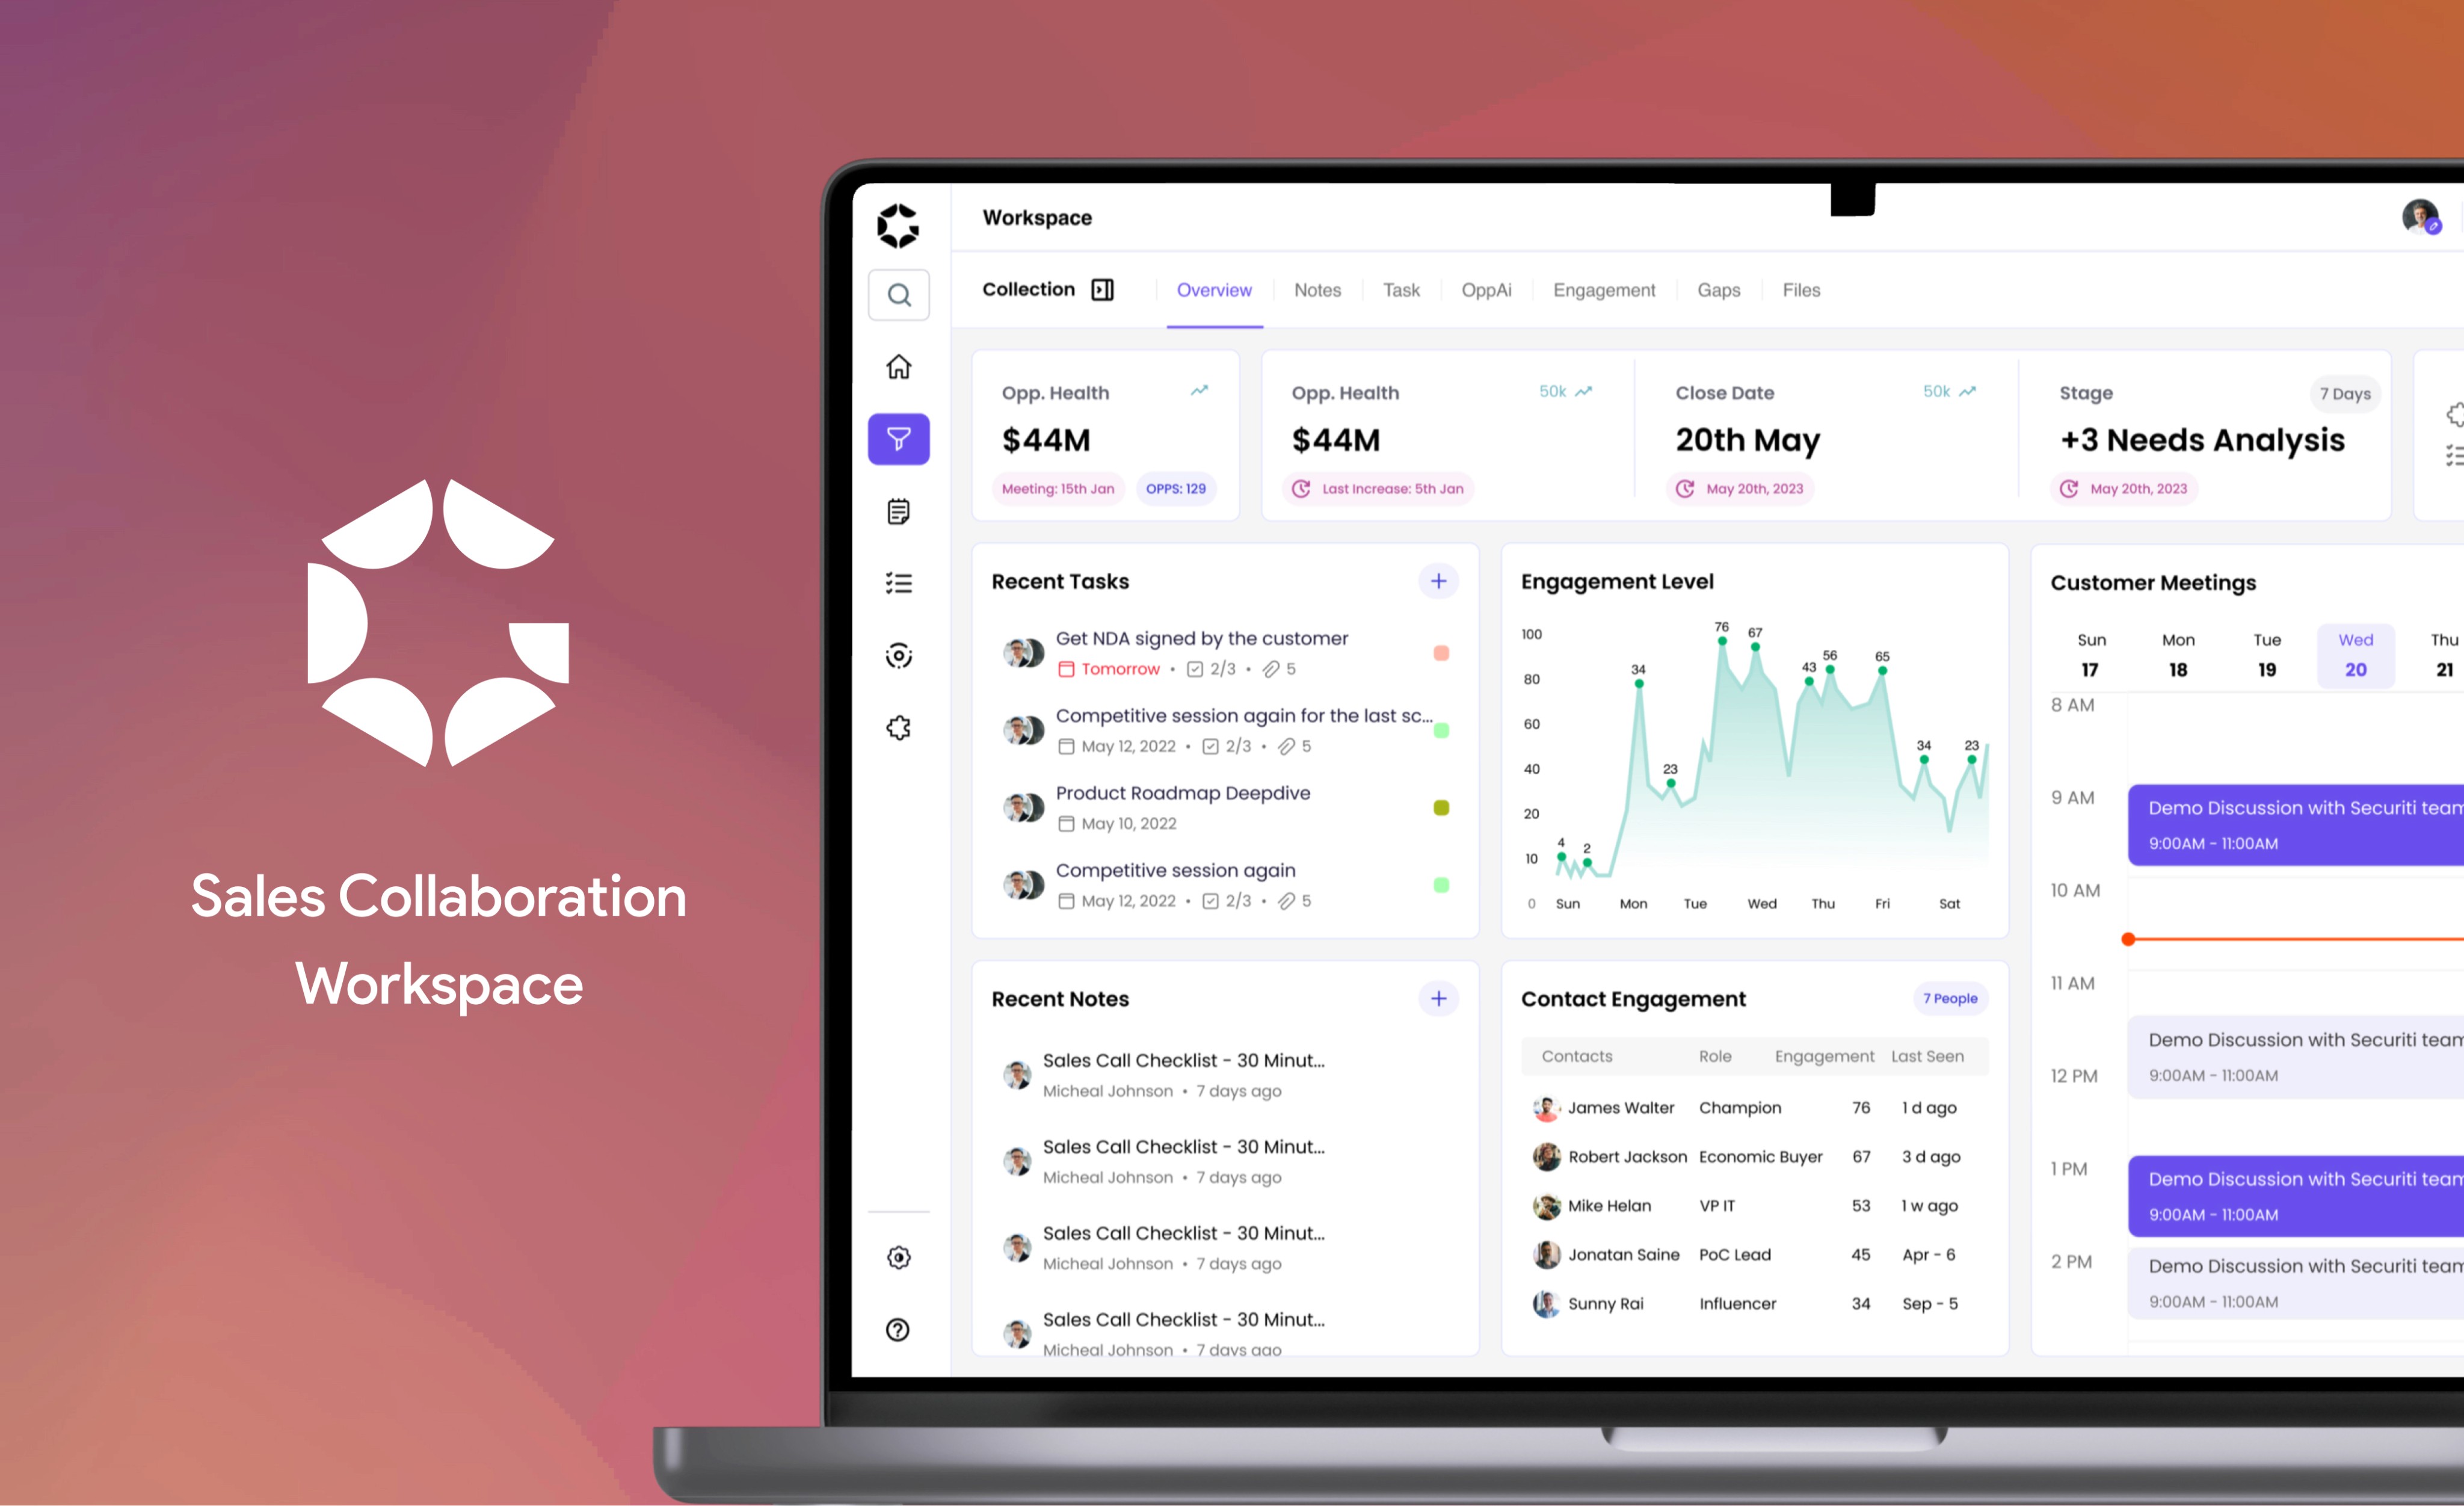 Sales Collaboration
Workspace
Workspace
Collection
Overview
Notes
Task
OppAi
Engagement
Gaps
Files
Opp. Health
$44M
Meeting: 15th Jan
OPPS: 129
Opp. Health
50k
$44M
Last Increase: 5th Jan
Close Date
50k
20th May
May 20th, 2023
Stage
7 Days
+3 Needs Analysis
May 20th, 2023
Recent Tasks
+
Get NDA signed by the customer
Tomorrow • 2/3 • 5
Competitive session again for the last sc...
May 12, 2022 • 2/3 • 5
Product Roadmap Deepdive
May 10, 2022
Competitive session again
May 12, 2022 • 2/3 • 5
Engagement Level
100
80
60
40
20
10
0
4
2
34
23
76
67
43
56
65
34
23
Sun Mon Tue Wed Thu Fri Sat
Customer Meetings
Sun Mon Tue Wed Thu
17 18 19 20 21
8 AM
9 AM
Demo Discussion with Securiti team
9:00AM - 11:00AM
10 AM
11 AM
Demo Discussion with Securiti team
12 PM
9:00AM - 11:00AM
1 PM
Demo Discussion with Securiti team
9:00AM - 11:00AM
2 PM
Demo Discussion with Securiti team
9:00AM - 11:00AM
Recent Notes
+
Sales Call Checklist - 30 Minut...
Micheal Johnson • 7 days ago
Sales Call Checklist - 30 Minut...
Micheal Johnson • 7 days ago
Sales Call Checklist - 30 Minut...
Micheal Johnson • 7 days ago
Sales Call Checklist - 30 Minut...
Micheal Johnson • 7 days ago
Contact Engagement
7 People
Contacts Role Engagement Last Seen
James Walter Champion 76 1 d ago
Robert Jackson Economic Buyer 67 3 d ago
Mike Helan VP IT 53 1 w ago
Jonatan Saine PoC Lead 45 Apr - 6
Sunny Rai Influencer 34 Sep - 5